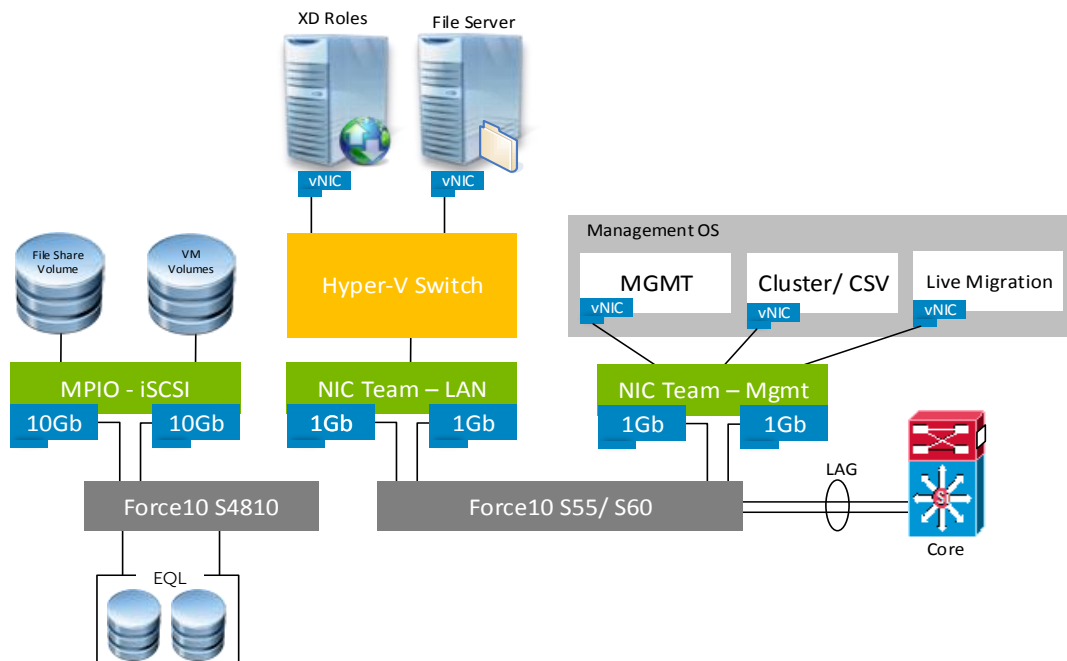 XD Roles
File Server
vNIC
vNIC
File Share
Volume
VM
Volumes
Hyper-V Switch
Management OS
MGMT
vNIC
Cluster/ CSV
vNIC
Live Migration
vNIC
MPIO - iSCSI
10Gb
10Gb
NIC Team – LAN
1Gb
1Gb
NIC Team – Mgmt
1Gb
1Gb
Force10 S4810
Force10 S55/ S60
LAG
Si
Core
EQL